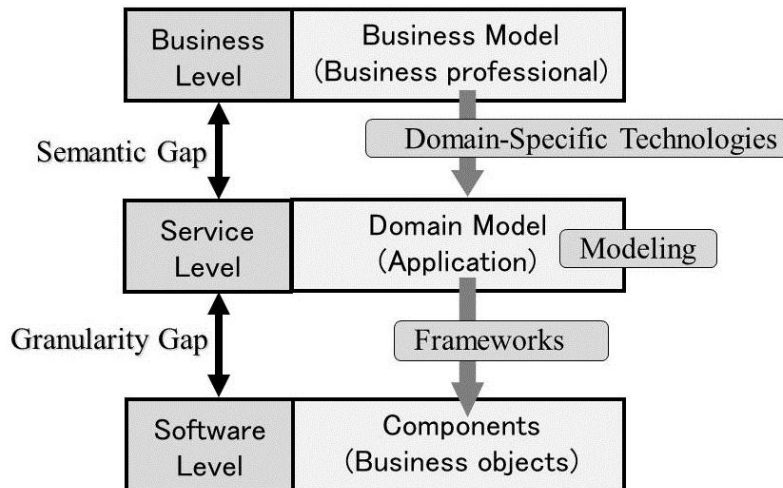 Business
Level
Business Model
(Business professional)
Semantic Gap
Domain-Specific Technologies
Service
Level
Domain Model
(Application)
Modeling
Granularity Gap
Frameworks
Software
Level
Components
(Business objects)